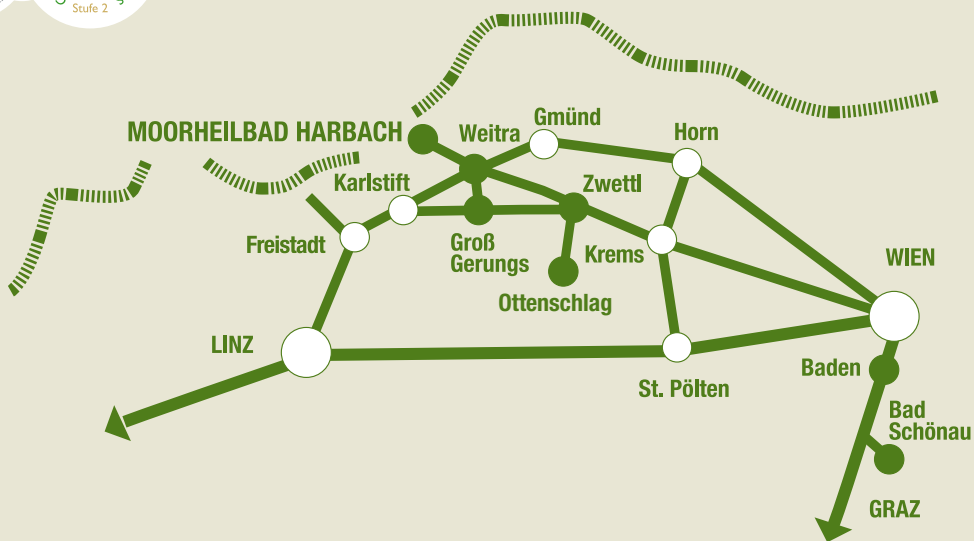 Stufe 2
MOORHEILBAD HARBACH
Weitra
Gmünd
Horn
Karlstift
Zwettl
Freistadt
Groß
Gerungs
Krems
WIEN
Ottenschlag
LINZ
Baden
St. Pölten
Bad
Schönau
GRAZ